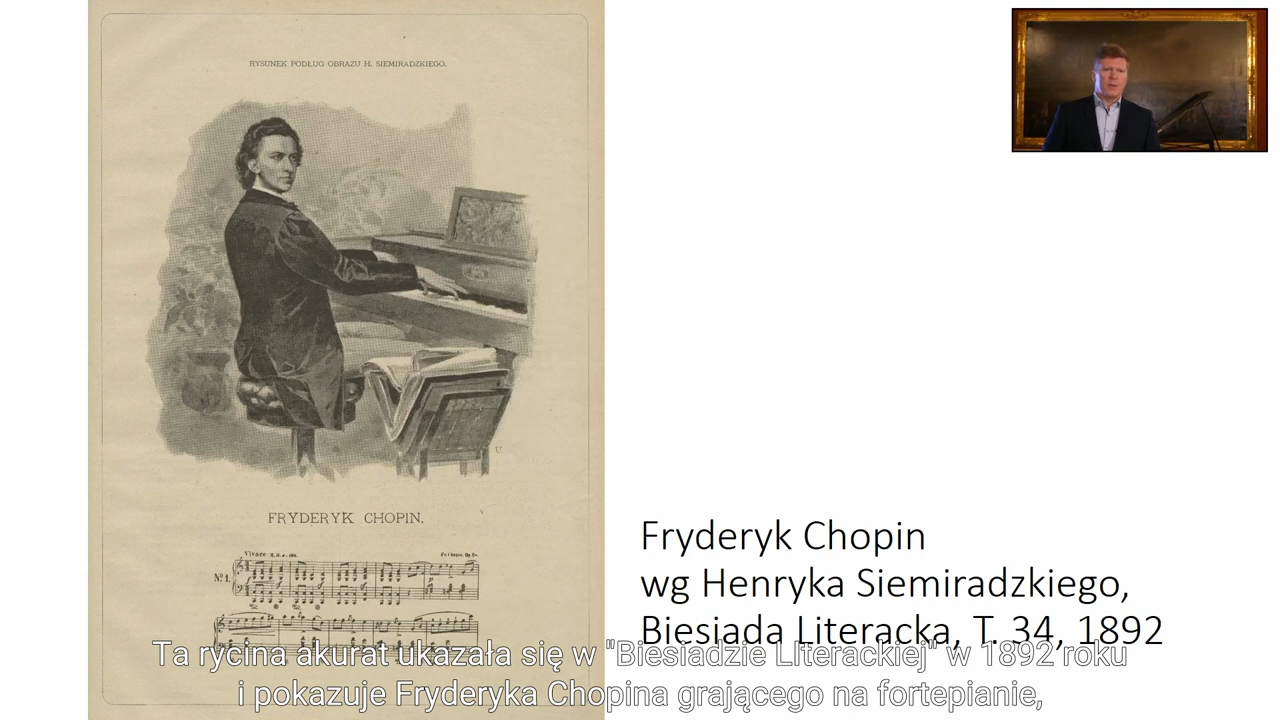 RYSUNEK PODŁUG OBRAZU H. SIEMIRADZKIEGO.
FRYDERYK CHOPIN.
Vivace
Nº 1.
Fryderyk Chopin
wg Henryka Siemiradzkiego,
Biesiada Literacka, T. 34, 1892
Ta rycina akurat ukazała się w "Biesiadzie LIterackiej" w 1892 roku
i pokazuje Fryderyka Chopina grającego na fortepianie,